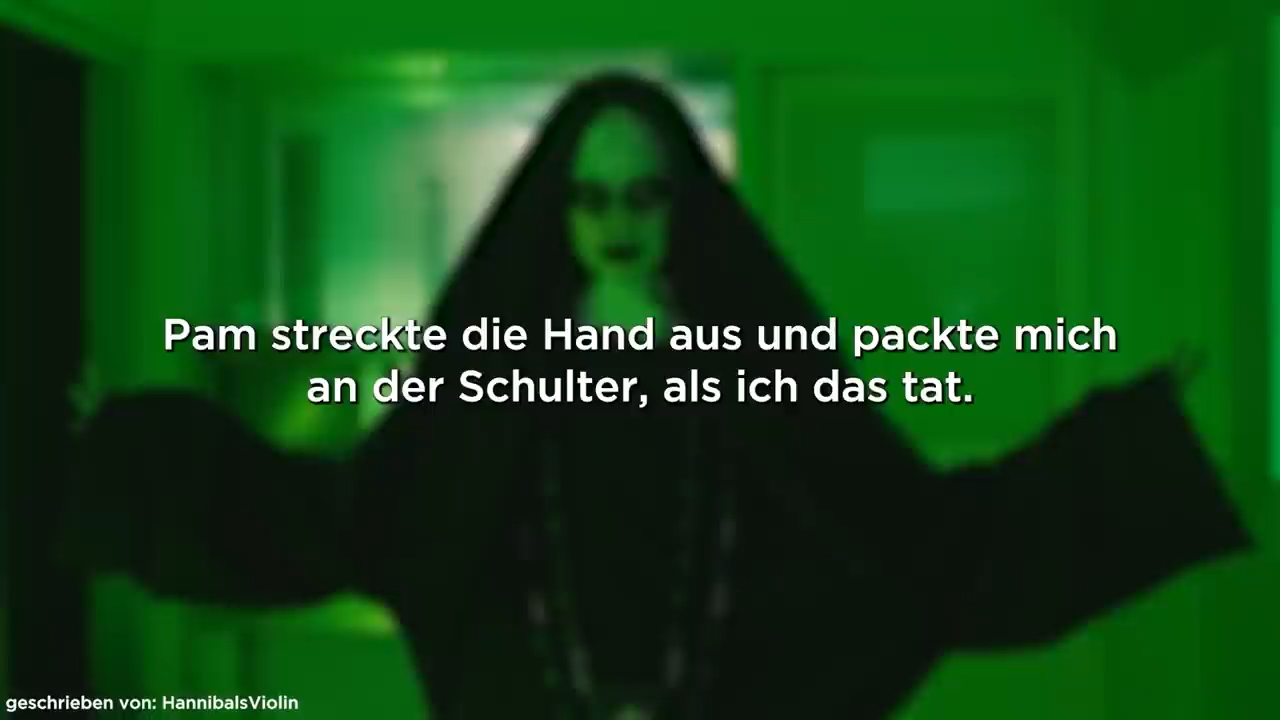 Pam streckte die Hand aus und packte mich
an der Schulter, als ich das tat.
geschrieben von: HannibalsViolin